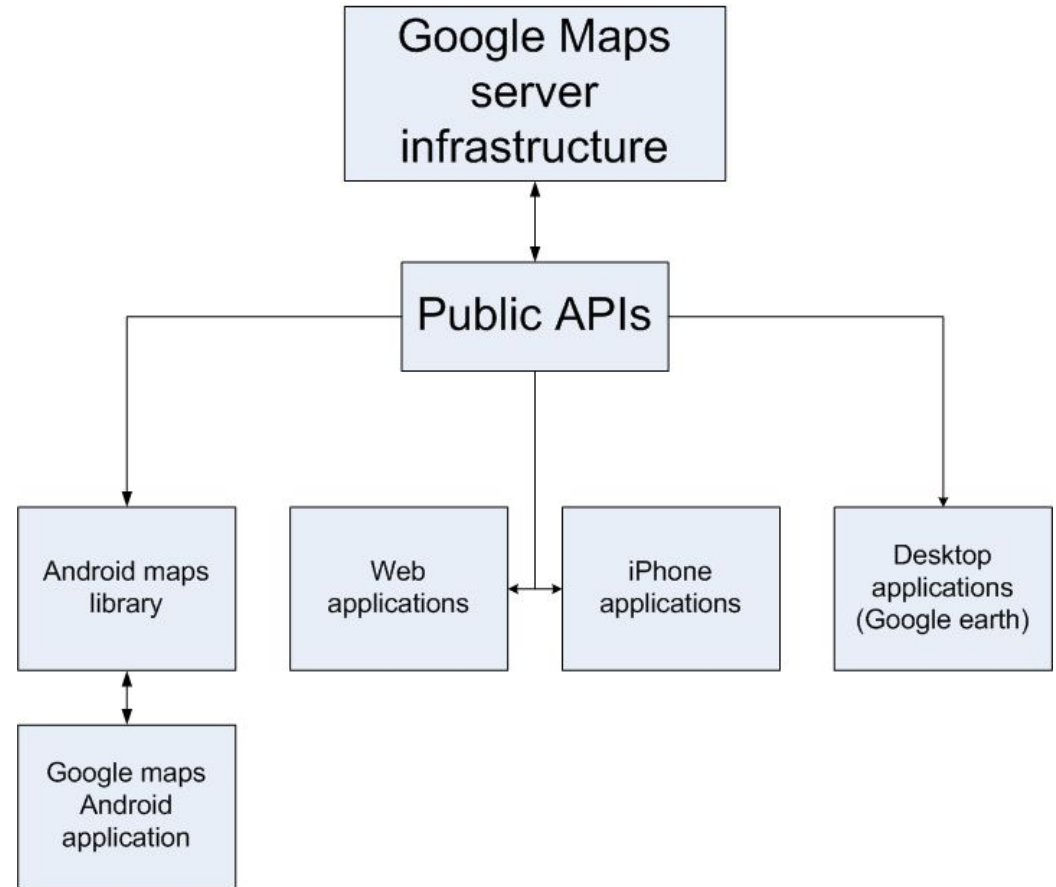 Google Maps
server
infrastructure
Public APIs
Android maps
library
Web
applications
iPhone
applications
Desktop
applications
(Google earth)
Google maps
Android
application